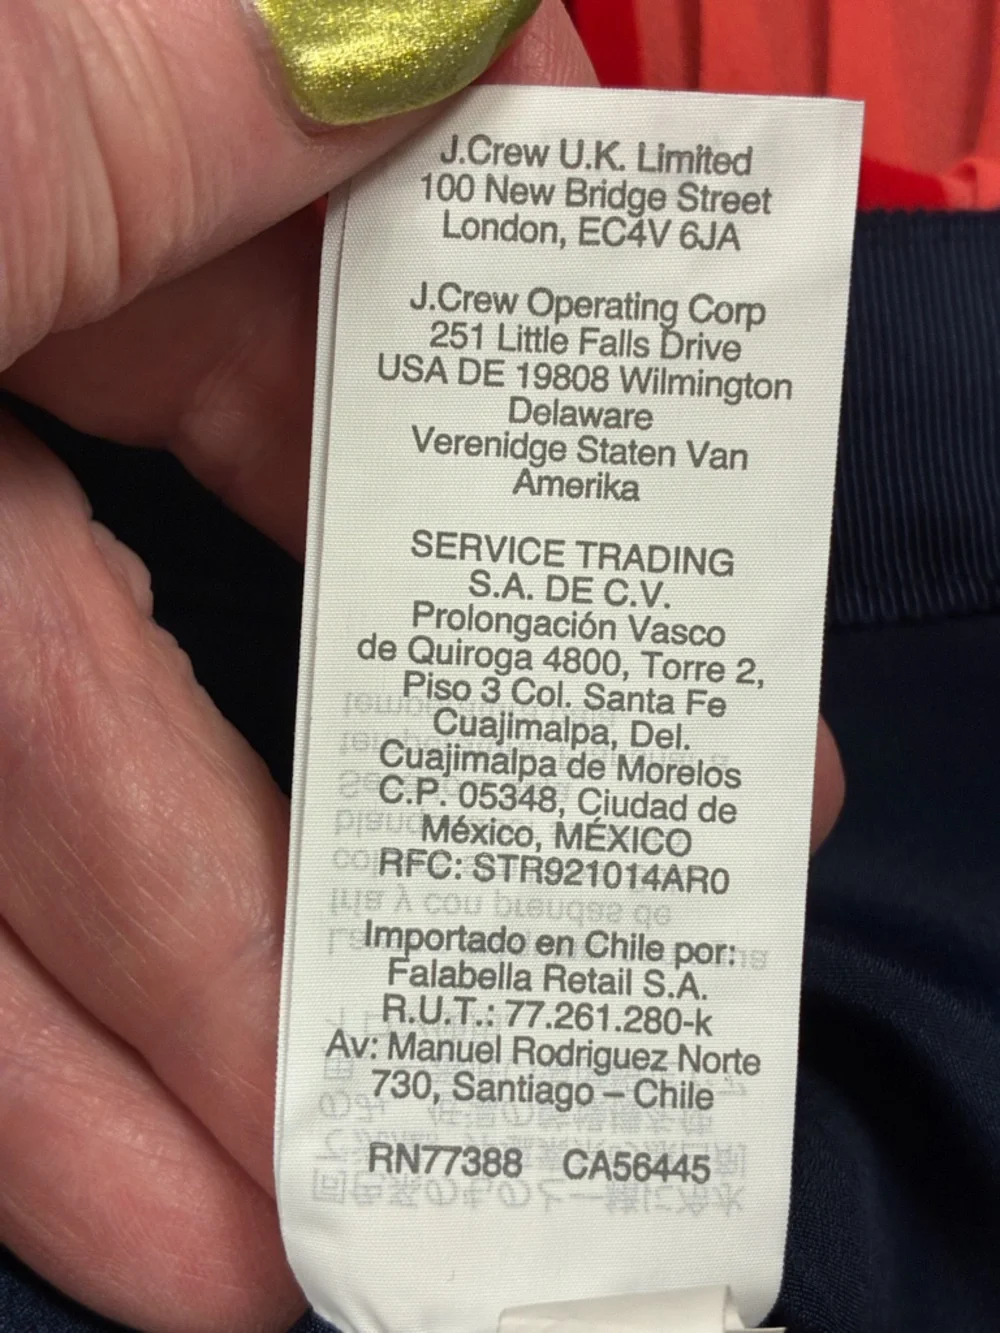 J.Crew U.K. Limited
100 New Bridge Street
London, EC4V 6JA
J.Crew Operating Corp
251 Little Falls Drive
USA DE 19808 Wilmington
Delaware
Verenidge Staten Van
Amerika
SERVICE TRADING
S.A. DE C.V.
Prolongación Vasco
de Quiroga 4800, Torre 2,
Piso 3 Col. Santa Fe
Cuajimalpa, Del.
Cuajimalpa de Morelos
C.P. 05348, Ciudad de
México, MÉXICO
RFC: STR921014AR0
Importado en Chile por:
Falabella Retail S.A.
R.U.T.: 77.261.280-k
Av: Manuel Rodriguez Norte
730, Santiago – Chile
RN77388 CA56445